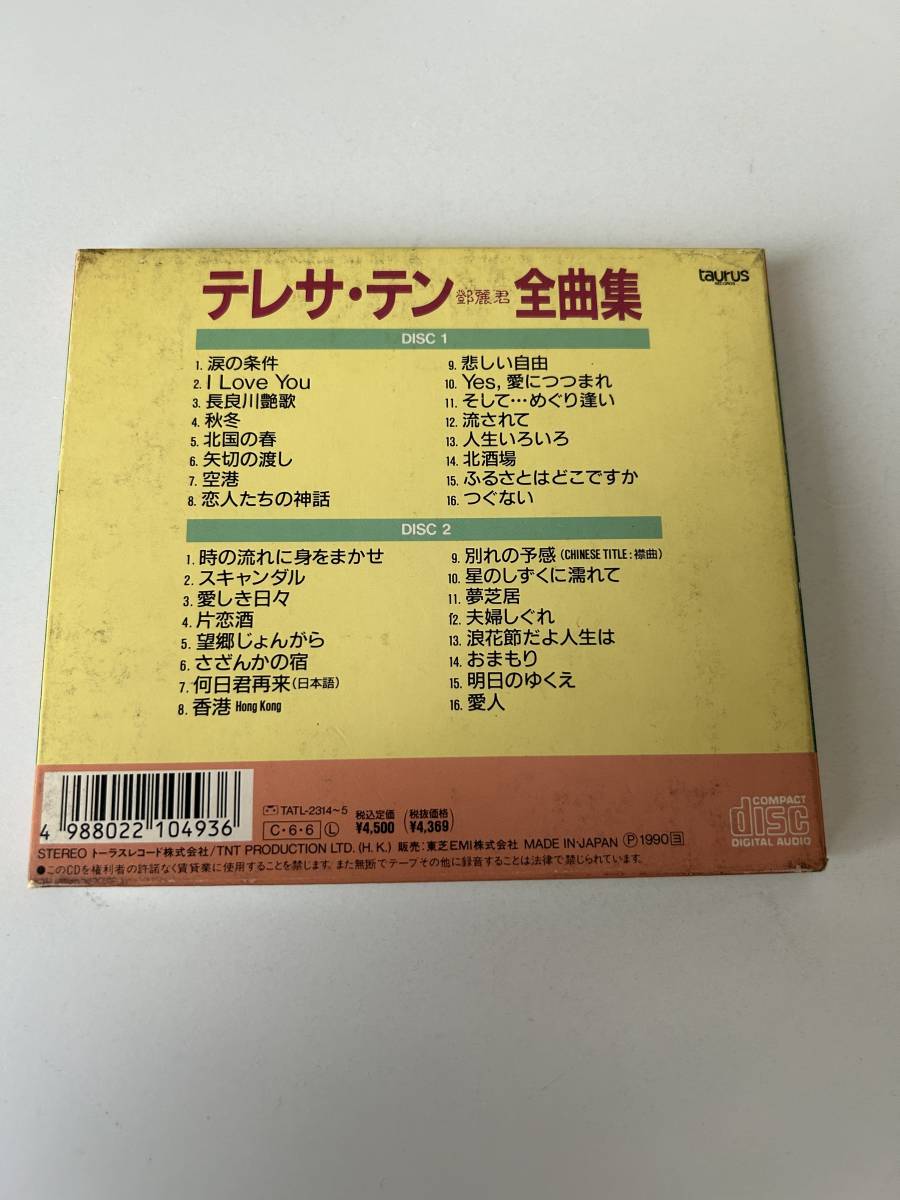 テレサ・テン 鄧麗君 全曲集
taurus
RECORDS
DISC 1
1. 涙の条件
2. I Love You
3. 長良川艶歌
4. 秋冬
5. 北国の春
6. 矢切の渡し
7. 空港
8. 恋人たちの神話
9. 悲しい自由
10. Yes, 愛につつまれ
11. そして…めぐり逢い
12. 流されて
13. 人生いろいろ
14. 北酒場
15. ふるさとはどこですか
16. つぐない
DISC 2
1. 時の流れに身をまかせ
2. スキャンダル
3. 愛しき日々
4. 片恋酒
5. 望郷じょんがら
6. さざんかの宿
7. 何日君再来(日本語)
8. 香港 Hong Kong
9. 別れの予感(CHINESE TITLE:襟曲)
10. 星のしずくに濡れて
11. 夢芝居
12. 夫婦しぐれ
13. 浪花節だよ人生は
14. おまもり
15. 明日のゆくえ
16. 愛人
4 988022 104936
TATL-2314~5 税込定価 ¥4,500 (税抜価格 ¥4,369)
C・6・6 L
COMPACT disc DIGITAL AUDIO
STEREO トーラスレコード株式会社/TNT PRODUCTION LTD. (H.K.) 販売:東芝EMI株式会社 MADE IN JAPAN Ⓟ1990 ヨ
●このCDを権利者の許諾なく賃貸業に使用することを禁じます。また無断でテープその他に録音することは法律で禁じられています。